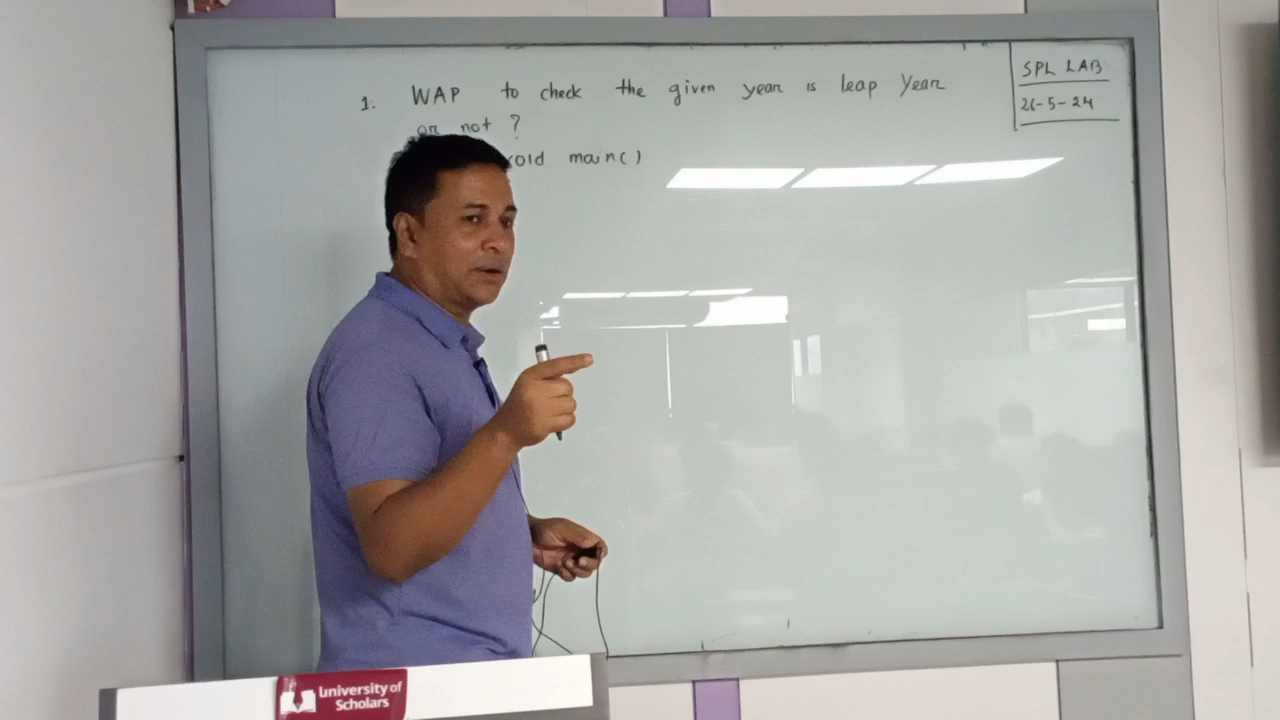 1. WAP to check the given year is leap Year
or not ?
void main()
SPL LAB
26-5-24
University of
Scholars